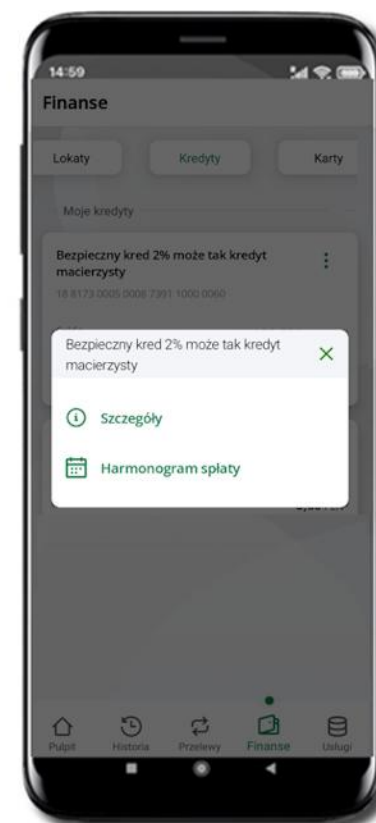 14:59
Finanse
Lokaty Kredyty Karty
Moje kredyty
Bezpieczny kred 2% może tak kredyt
macierzysty
Bezpieczny kred 2% może tak kredyt
macierzysty
Szczegóły
Harmonogram spłaty
Pulpit Historia Przelewy Finanse Usługi